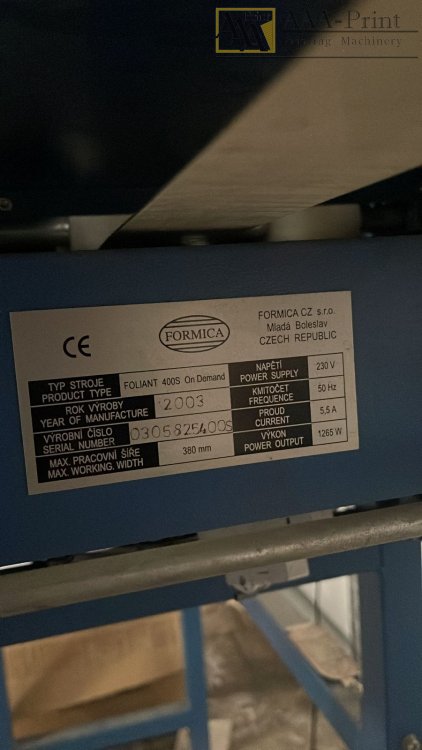 AAA-Print
Machinery
CE
FORMICA
FORMICA CZ s.r.o.
Mladá Boleslav
CZECH REPUBLIC
TYP STROJE
PRODUCT TYPE
FOLIANT 400S On Demand
ROK VÝROBY
YEAR OF MANUFACTURE
2003
VÝROBNÍ ČÍSLO
SERIAL NUMBER
0305825400S
MAX. PRACOVNÍ ŠÍŘE
MAX. WORKING. WIDTH
380 mm
NAPĚTÍ
POWER SUPPLY
230 V
KMITOČET
FREQUENCY
50 Hz
PROUD
CURRENT
5,5 A
VÝKON
POWER OUTPUT
1265 W